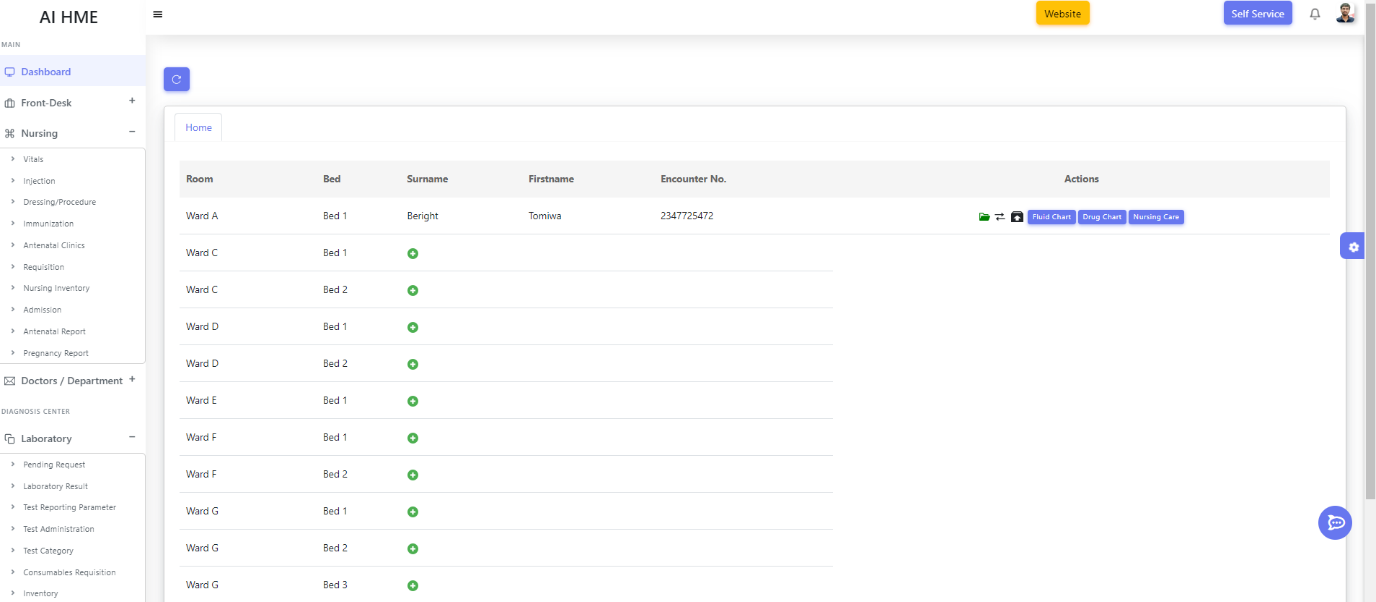 AI HME
Website
Self Service
MAIN
Dashboard
Front-Desk +
Nursing −
Vitals
Injection
Dressing/Procedure
Immunization
Antenatal Clinics
Requisition
Nursing Inventory
Admission
Antenatal Report
Pregnancy Report
Doctors / Department +
DIAGNOSIS CENTER
Laboratory −
Pending Request
Laboratory Result
Test Reporting Parameter
Test Administration
Test Category
Consumables Requisition
Inventory
Home
Room Bed Surname Firstname Encounter No. Actions
Ward A Bed 1 Beright Tomiwa 2347725472 Fluid Chart Drug Chart Nursing Care
Ward C Bed 1
Ward C Bed 2
Ward D Bed 1
Ward D Bed 2
Ward E Bed 1
Ward F Bed 1
Ward F Bed 2
Ward G Bed 1
Ward G Bed 2
Ward G Bed 3